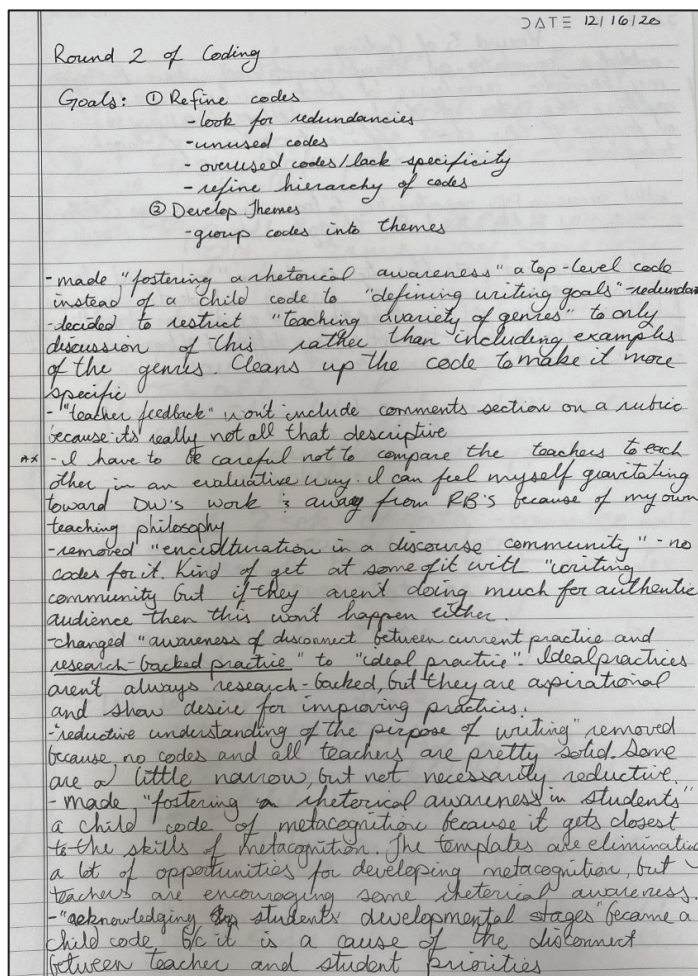 DATE 12/16/20
Round 2 of Coding
Goals: ① Refine codes
- look for redundancies
- unused codes
- overused codes/lack specificity
- refine hierarchy of codes
② Develop Themes
- group codes into themes
- made "fostering a rhetorical awareness" a top-level code
instead of a child code to "defining writing goals" - redundan
- decided to restrict "teaching a variety of genres" to only
discussion of this rather than including examples
of the genres. Cleans up the code to make it more
specific
- "teacher feedback" won't include comments section on a rubric
because its really not all that descriptive
- I have to be careful not to compare the teachers to each
other in an evaluative way. I can feel myself gravitating
toward DW's work & away from RB's because of my own
teaching philosophy
- removed "enculturation in a discourse community" - no
codes for it. Kind of get at some of it with "writing
community but if they aren't doing much for authentic
audience then this won't happen either.
- changed "awareness of disconnect between current practice and
research-backed practice" to "ideal practice". Ideal practices
aren't always research-backed, but they are aspirational
and show desire for improving practices.
- "reductive understanding of the purpose of writing" removed
because no codes and all teachers are pretty solid. Some
are a little narrow, but not necessarily reductive.
- made "fostering a rhetorical awareness in students"
a child code of metacognition because it gets closest
to the skills of metacognition. The templates are eliminatin
a lot of opportunities for developing metacognition, but
teachers are encouraging some rhetorical awareness.
- "acknowledging students developmental stages" became a
child code b/c it is a cause of the disconnect
between teacher and student priorities